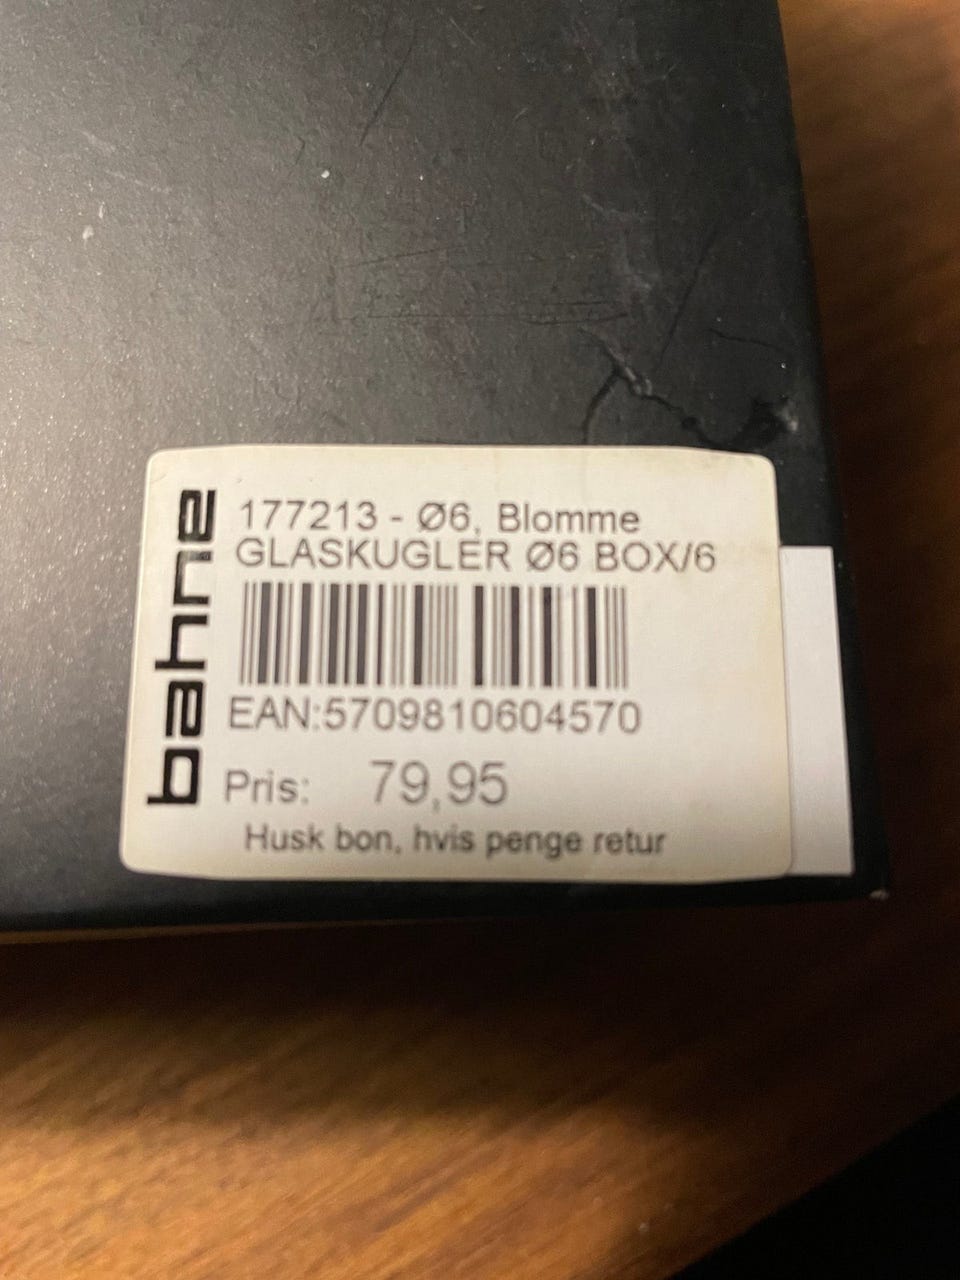 bahne
177213 - Ø6, Blomme
GLASKUGLER Ø6 BOX/6
EAN:5709810604570
Pris: 79,95
Husk bon, hvis penge retur